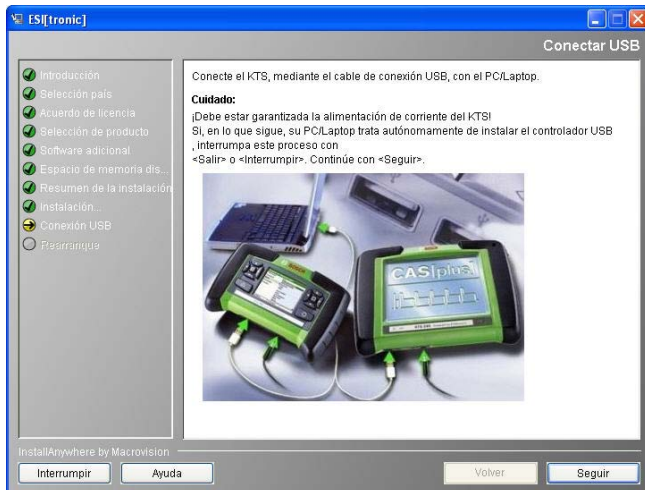 ESI[tronic]
Conectar USB
Introducción
Selección país
Acuerdo de licencia
Selección de producto
Software adicional
Espacio de memoria dis...
Resumen de la instalación
Instalación...
Conexión USB
Rearranque
Conecte el KTS, mediante el cable de conexión USB, con el PC/Laptop.
Cuidado:
¡Debe estar garantizada la alimentación de corriente del KTS!
Si, en lo que sigue, su PC/Laptop trata autónomamente de instalar el controlador USB
, interrumpa este proceso con
<Salir> o <Interrumpir>. Continúe con <Seguir>.
CAS[plus]
InstallAnywhere by Macrovision
Interrumpir
Ayuda
Volver
Seguir